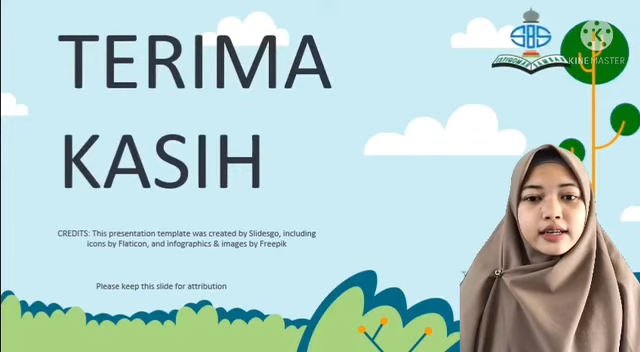 TERIMA
KASIH
SBS
KINEMASTER
CREDITS: This presentation template was created by Slidesgo, including
icons by Flaticon, and infographics & images by Freepik
Please keep this slide for attribution